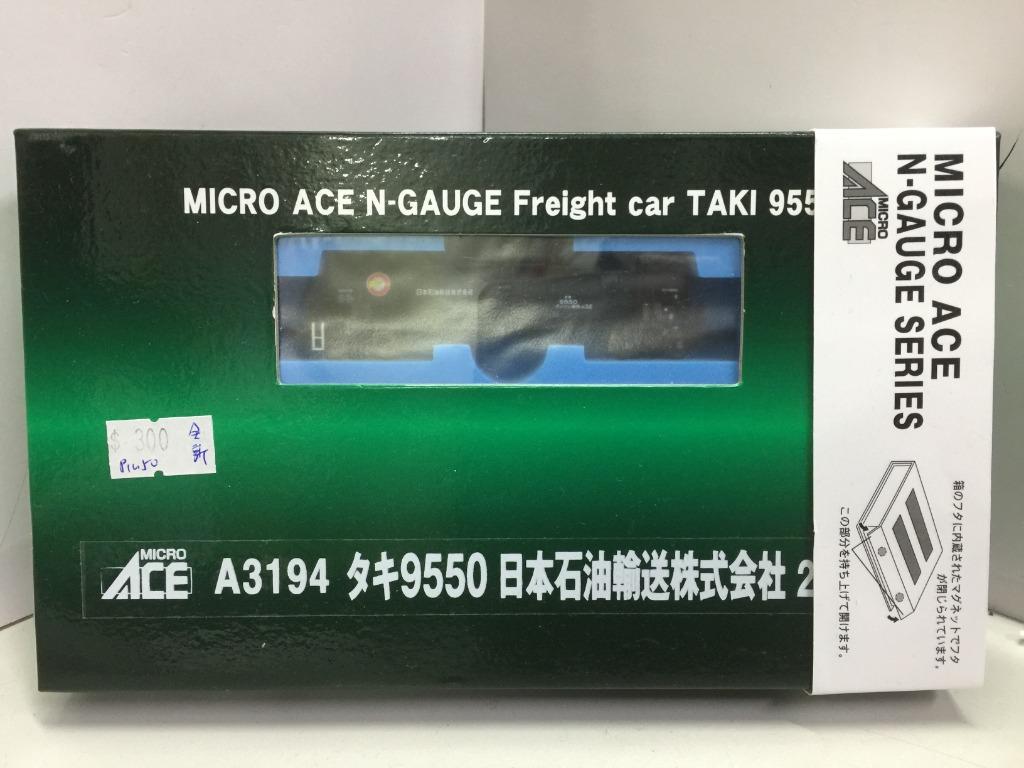 MICRO ACE N-GAUGE Freight car TAKI 955
$ 300
全新
MICRO ACE A3194 タキ9550 日本石油輸送株式会社 2
MICRO ACE
N-GAUGE SERIES
MICRO ACE
箱のフタに内蔵されたマグネットでフタ
が閉じられています。
この部分を持ち上げて開けます。